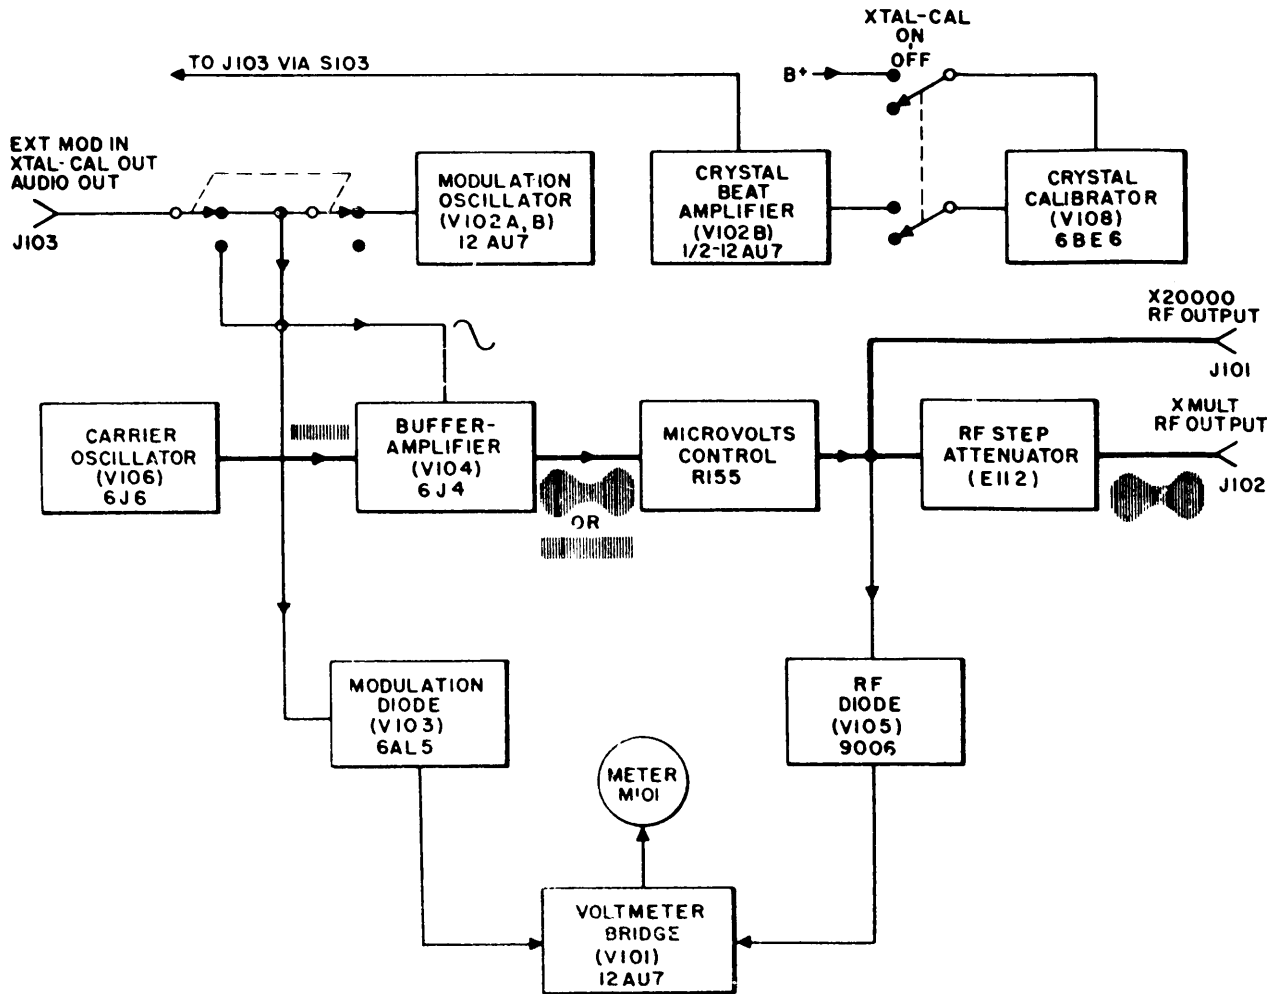 XTAL-CAL
ON
OFF
TO J103 VIA S103
B+
EXT MOD IN
XTAL-CAL OUT
AUDIO OUT
J103
MODULATION
OSCILLATOR
(V102A, B)
12 AU7
CRYSTAL
BEAT
AMPLIFIER
(V102B)
1/2-12AU7
CRYSTAL
CALIBRATOR
(V108)
6BE6
X20000
RF OUTPUT
J101
CARRIER
OSCILLATOR
(V106)
6J6
BUFFER-
AMPLIFIER
(V104)
6J4
OR
MICROVOLTS
CONTROL
R155
RF STEP
ATTENUATOR
(E112)
XMULT
RF OUTPUT
J102
MODULATION
DIODE
(V103)
6AL5
RF
DIODE
(V105)
9006
METER
M101
VOLTMETER
BRIDGE
(V101)
12AU7